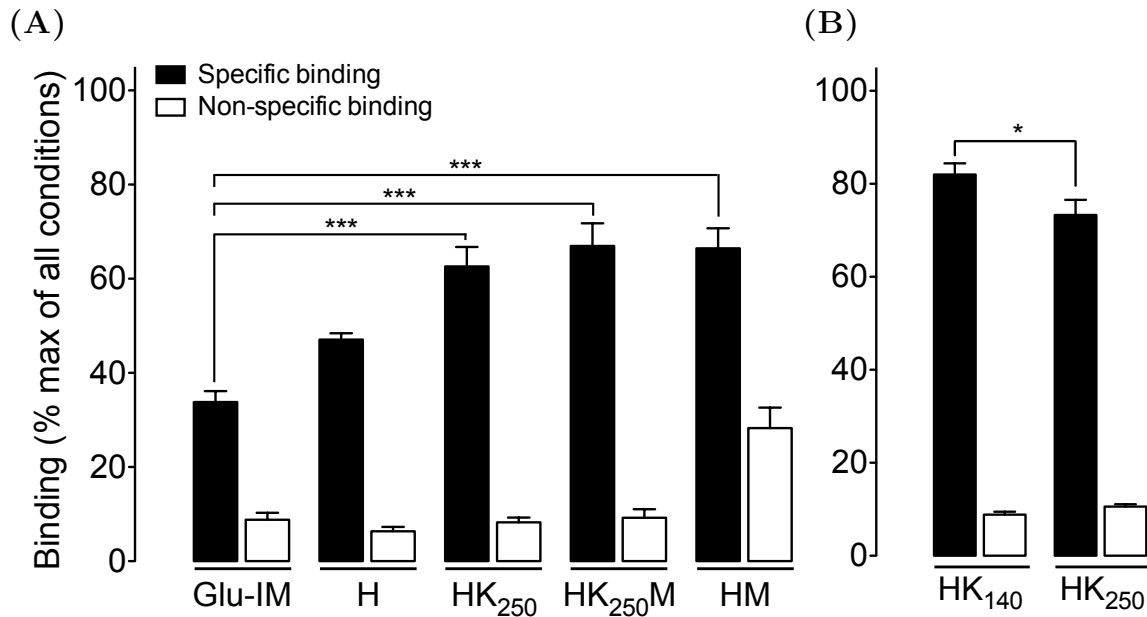 (A)
(B)
Binding (% max of all conditions)
Specific binding
Non-specific binding
100
80
60
40
20
0
***
***
***
Glu-IM H HK250 HK250M HM
100
80
60
40
20
0
*
HK140 HK250